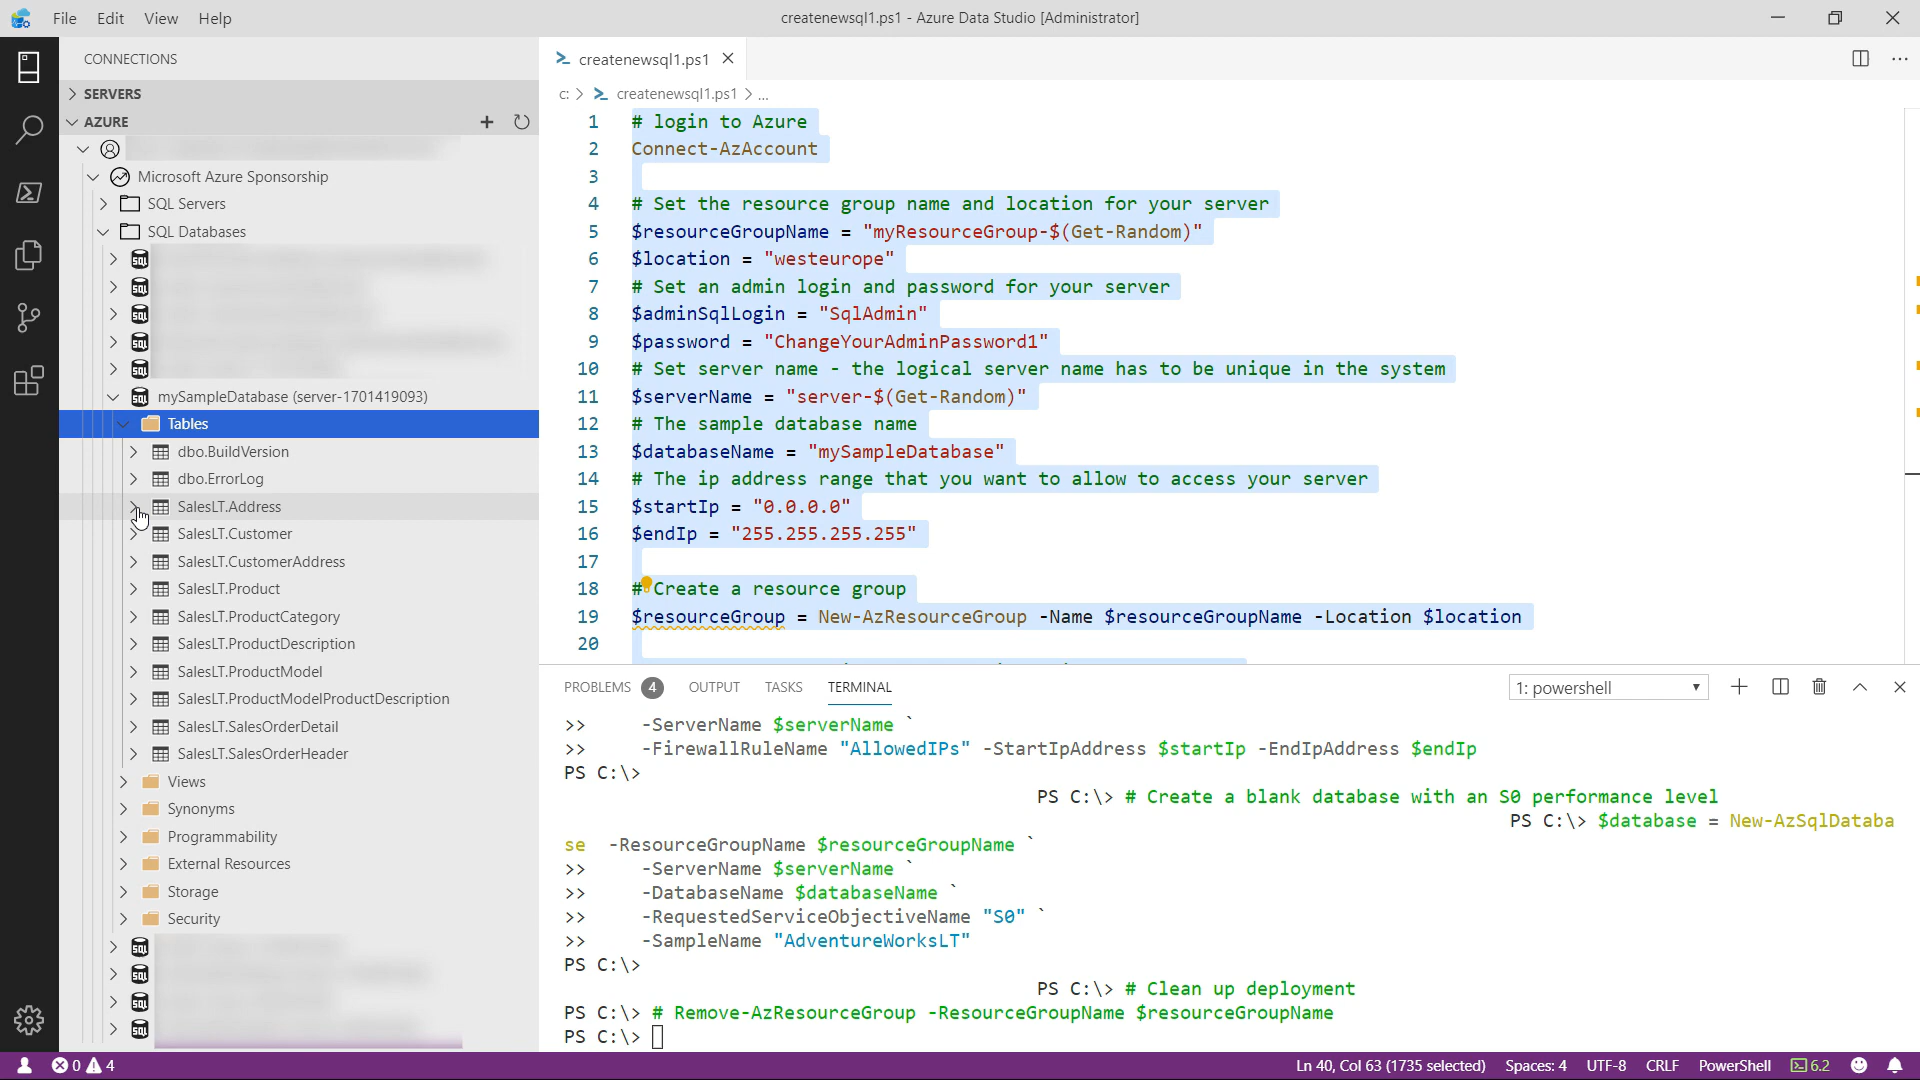 File Edit View Help
createnewsql1.ps1 - Azure Data Studio [Administrator]
CONNECTIONS
SERVERS
AZURE
Microsoft Azure Sponsorship
SQL Servers
SQL Databases
SQL
SQL
SQL
SQL
SQL
SQL mySampleDatabase (server-1701419093)
Tables
dbo.BuildVersion
dbo.ErrorLog
SalesLT.Address
SalesLT.Customer
SalesLT.CustomerAddress
SalesLT.Product
SalesLT.ProductCategory
SalesLT.ProductDescription
SalesLT.ProductModel
SalesLT.ProductModelProductDescription
SalesLT.SalesOrderDetail
SalesLT.SalesOrderHeader
Views
Synonyms
Programmability
External Resources
Storage
Security
SQL
SQL
SQL
SQL
createnewsql1.ps1
c: > createnewsql1.ps1 > ...
1 # login to Azure
2 Connect-AzAccount
3
4 # Set the resource group name and location for your server
5 $resourceGroupName = "myResourceGroup-$(Get-Random)"
6 $location = "westeurope"
7 # Set an admin login and password for your server
8 $adminSqlLogin = "SqlAdmin"
9 $password = "ChangeYourAdminPassword1"
10 # Set server name - the logical server name has to be unique in the system
11 $serverName = "server-$(Get-Random)"
12 # The sample database name
13 $databaseName = "mySampleDatabase"
14 # The ip address range that you want to allow to access your server
15 $startIp = "0.0.0.0"
16 $endIp = "255.255.255.255"
17
18 # Create a resource group
19 $resourceGroup = New-AzResourceGroup -Name $resourceGroupName -Location $location
20
PROBLEMS 4 OUTPUT TASKS TERMINAL
1: powershell
>> -ServerName $serverName `
>> -FirewallRuleName "AllowedIPs" -StartIpAddress $startIp -EndIpAddress $endIp
PS C:\>
PS C:\> # Create a blank database with an S0 performance level
PS C:\> $database = New-AzSqlDataba
se -ResourceGroupName $resourceGroupName `
>> -ServerName $serverName `
>> -DatabaseName $databaseName `
>> -RequestedServiceObjectiveName "S0" `
>> -SampleName "AdventureWorksLT"
PS C:\>
PS C:\> # Clean up deployment
PS C:\> # Remove-AzResourceGroup -ResourceGroupName $resourceGroupName
PS C:\>
0 4
Ln 40, Col 63 (1735 selected) Spaces: 4 UTF-8 CRLF PowerShell 6.2